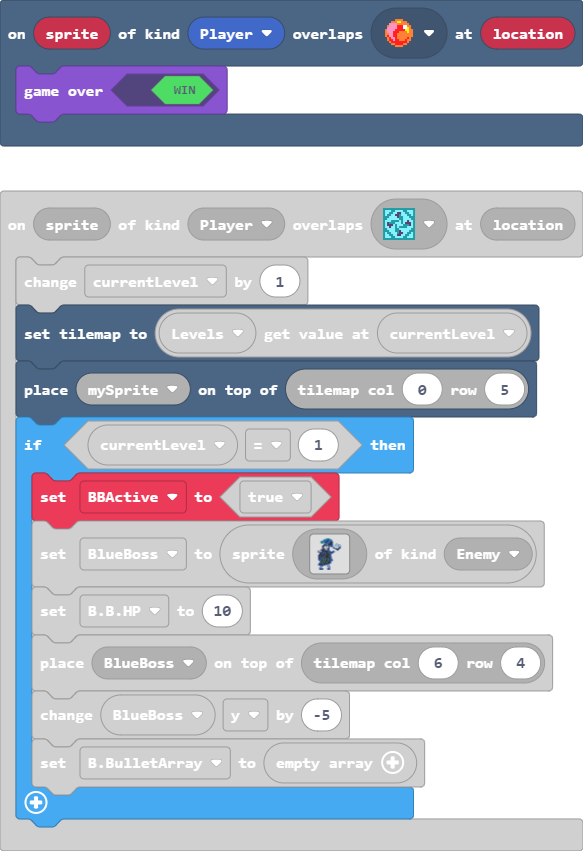 on sprite of kind Player overlaps at location
game over WIN
on sprite of kind Player overlaps at location
change currentLevel by 1
set tilemap to Levels get value at currentLevel
place mySprite on top of tilemap col 0 row 5
if currentLevel = 1 then
set BBActive to true
set BlueBoss to sprite of kind Enemy
set B.B.HP to 10
place BlueBoss on top of tilemap col 6 row 4
change BlueBoss y by -5
set B.BulletArray to empty array